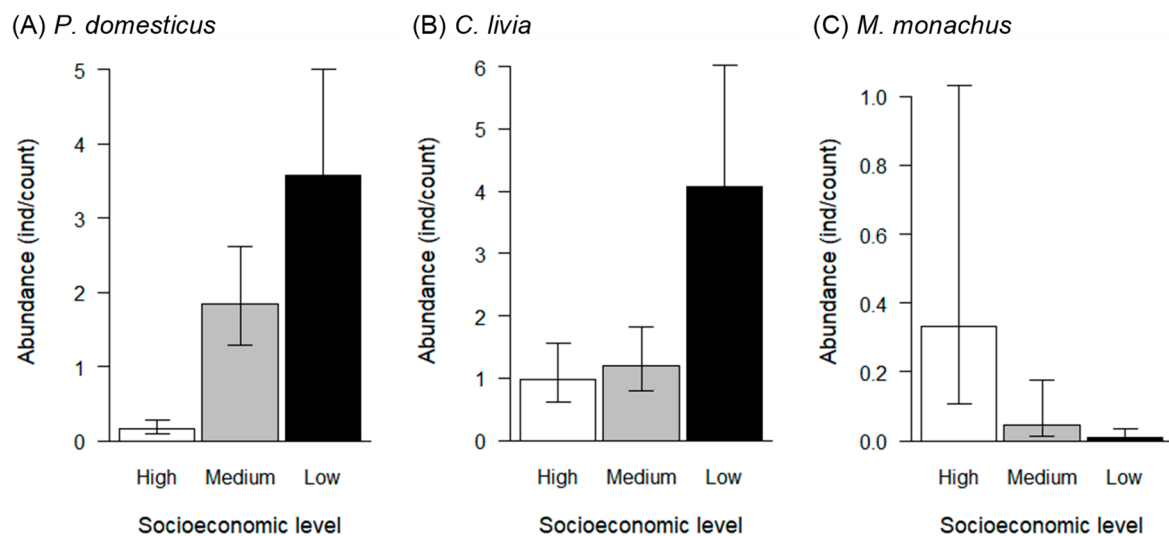 (A) P. domesticus
Abundance (ind/count)
5
4
3
2
1
0
High Medium Low
Socioeconomic level
(B) C. livia
Abundance (ind/count)
6
5
4
3
2
1
0
High Medium Low
Socioeconomic level
(C) M. monachus
Abundance (ind/count)
1.0
0.8
0.6
0.4
0.2
0.0
High Medium Low
Socioeconomic level